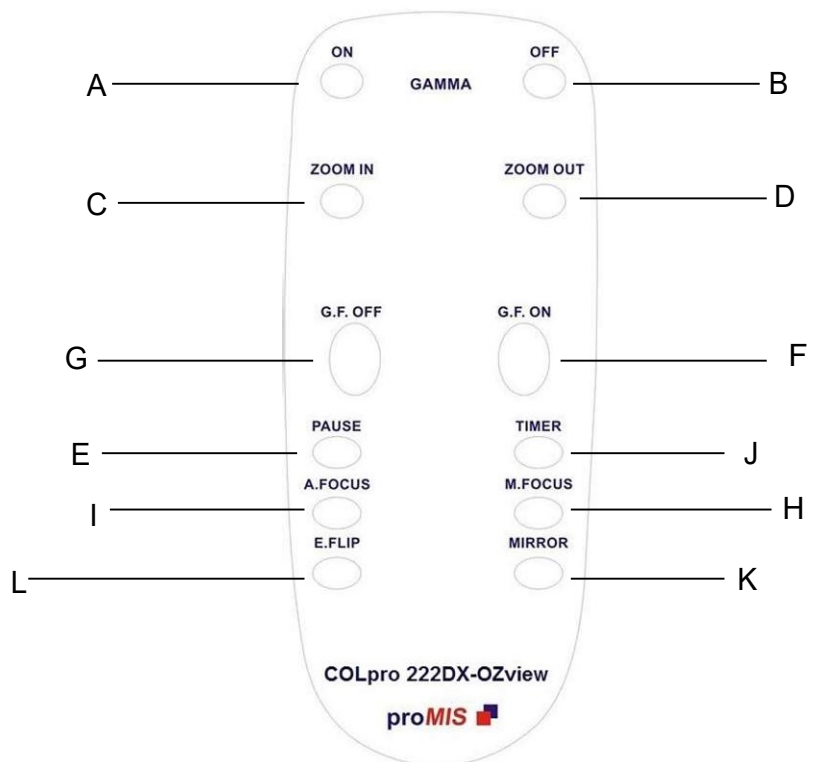 ON OFF
A GAMMA B
ZOOM IN ZOOM OUT
C D
G.F. OFF G.F. ON
G F
PAUSE TIMER
E J
A.FOCUS M.FOCUS
I H
E.FLIP MIRROR
L K
COLpro 222DX-OZview
proMIS